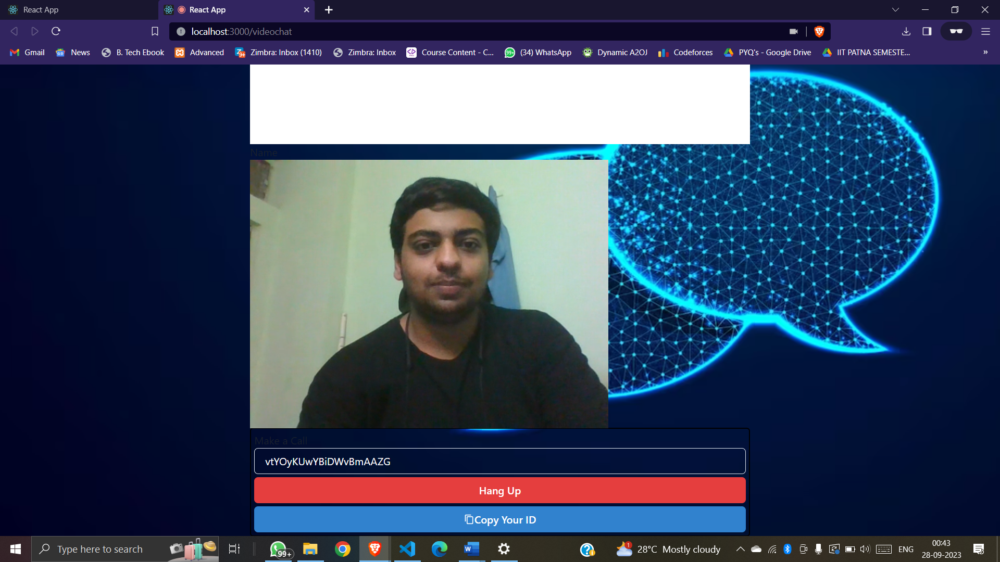 React App
React App
localhost:3000/videochat
Gmail
News
B. Tech Ebook
Advanced
Zimbra: Inbox (1410)
Zimbra: Inbox
Course Content - C...
(34) WhatsApp
Dynamic A2OJ
Codeforces
PYQ's - Google Drive
IIT PATNA SEMESTE...
»
Name
Make a Call
vtYOyKUwYBiDWvBmAAZG
Hang Up
Copy Your ID
Type here to search
99+
28°C Mostly cloudy
ENG
00:43
28-09-2023